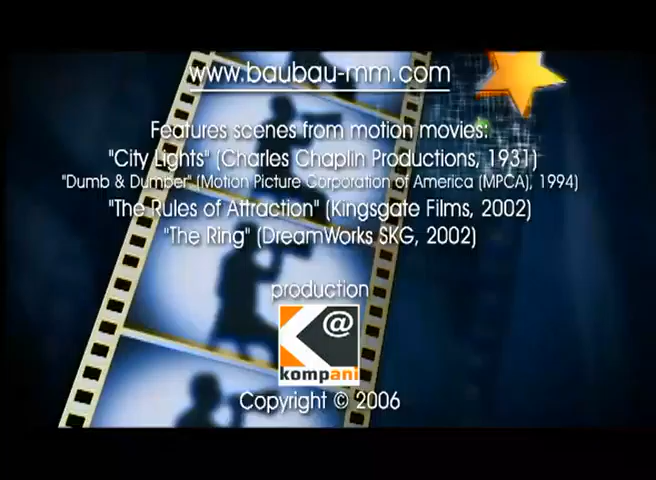 www.baubau-mm.com
Features scenes from motion movies:
"City Lights" (Charles Chaplin Productions, 1931)
"Dumb & Dumber" (Motion Picture Corporation of America (MPCA), 1994)
"The Rules of Attraction" (Kingsgate Films, 2002)
"The Ring" (DreamWorks SKG, 2002)
production
@
kompani
Copyright © 2006